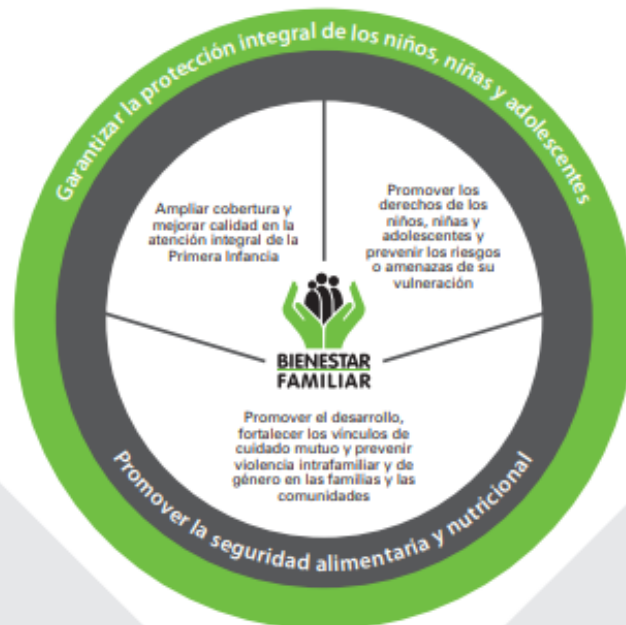 Garantizar la protección integral de los niños, niñas y adolescentes
Ampliar cobertura y
mejorar calidad en la
atención integral de la
Primera Infancia
Promover los
derechos de los
niños, niñas y
adolescentes y
prevenir los riesgos
o amenazas de su
vulneración
BIENESTAR
FAMILIAR
Promover el desarrollo,
fortalecer los vínculos de
cuidado mutuo y prevenir
violencia intrafamiliar y de
género en las familias y las
comunidades
Promover la seguridad alimentaria y nutricional